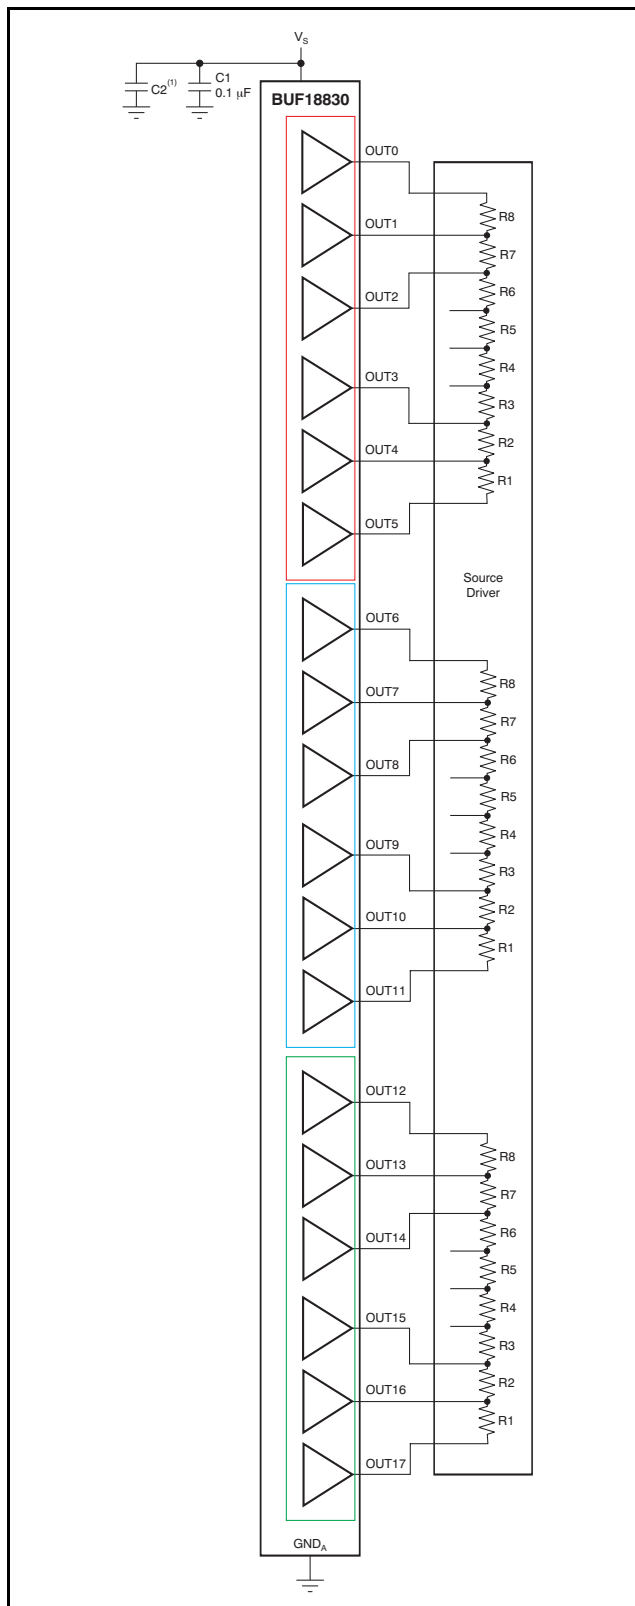 VS
C2(1)
C1
0.1 μF
BUF18830
OUT0
R8
OUT1
R7
OUT2
R6
R5
R4
OUT3
R3
OUT4
R2
R1
OUT5
Source
Driver
OUT6
R8
OUT7
R7
OUT8
R6
R5
R4
OUT9
R3
OUT10
R2
R1
OUT11
OUT12
R8
OUT13
R7
OUT14
R6
R5
R4
OUT15
R3
OUT16
R2
R1
OUT17
GNDA